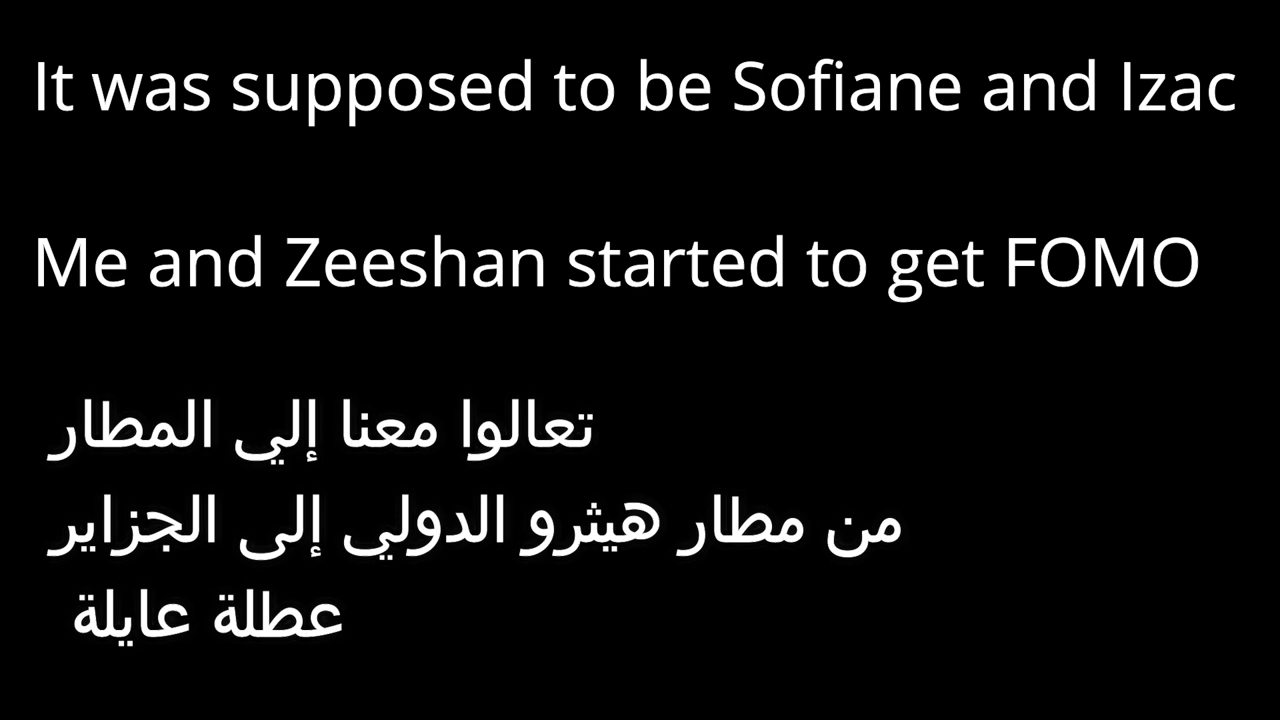 It was supposed to be Sofiane and Izac
Me and Zeeshan started to get FOMO
تعالوا معنا إلي المطار
من مطار هيثرو الدولي إلى الجزاير
عطلة عايلة